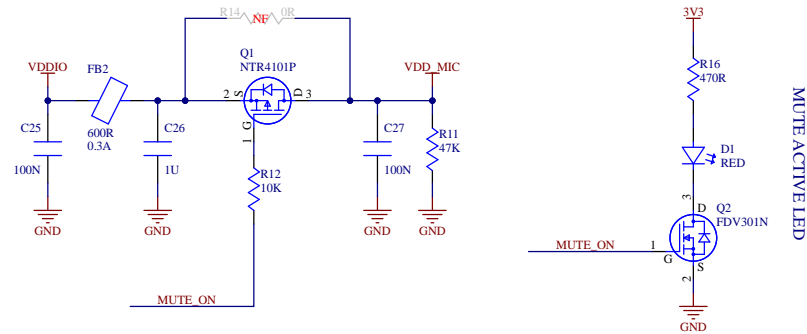 R14
NF
0R
Q1
NTR4101P
VDDIO
FB2
2
S
D
3
VDD_MIC
C25
600R
0.3A
C26
G
C27
R11
47K
100N
1U
1
R12
10K
100N
GND
GND
GND
GND
MUTE_ON
3V3
R16
470R
D1
RED
3
D
Q2
FDV301N
MUTE_ON
1
G
S
2
GND
MUTE ACTIVE LED